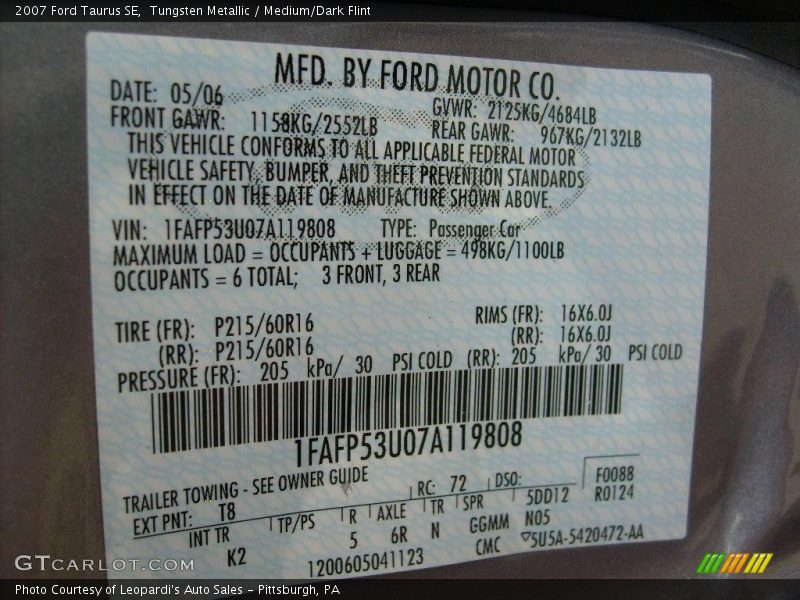 2007 Ford Taurus SE, Tungsten Metallic / Medium/Dark Flint
MFD. BY FORD MOTOR CO.
DATE: 05/06 GVWR: 2125KG/4684LB
FRONT GAWR: 1158KG/2552LB REAR GAWR: 967KG/2132LB
THIS VEHICLE CONFORMS TO ALL APPLICABLE FEDERAL MOTOR
VEHICLE SAFETY, BUMPER, AND THEFT PREVENTION STANDARDS
IN EFFECT ON THE DATE OF MANUFACTURE SHOWN ABOVE.
VIN: 1FAFP53U07A119808 TYPE: Passenger Car
MAXIMUM LOAD = OCCUPANTS + LUGGAGE = 498KG/1100LB
OCCUPANTS = 6 TOTAL; 3 FRONT, 3 REAR
TIRE (FR): P215/60R16 RIMS (FR): 16X6.0J
(RR): P215/60R16 (RR): 16X6.0J
PRESSURE (FR): 205 kPa/ 30 PSI COLD (RR): 205 kPa/ 30 PSI COLD
1FAFP53U07A119808
TRAILER TOWING - SEE OWNER GUIDE RC: 72 DSO: F0088
EXT PNT: T8 R0124
INT TR TP/PS R AXLE TR SPR 5DD12
K2 5 6R N GGMM N05
1200605041123 CMC 5U5A-5420472-AA
GTCARLOT.COM
Photo Courtesy of Leopardi's Auto Sales – Pittsburgh, PA